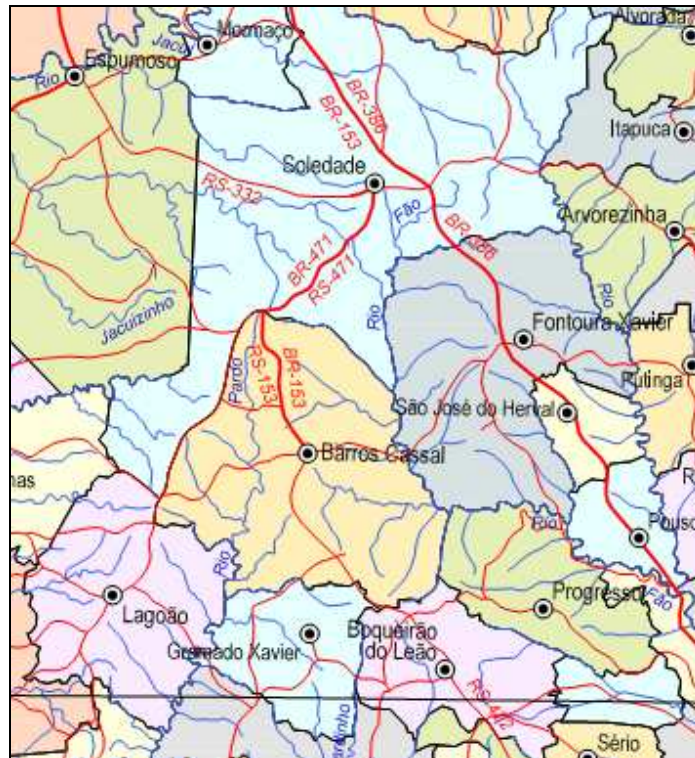 Alvorada
Mormaço
Jacuí
Espumoso
Rio
BR-386
BR-153
Itapuca
Soledade
RS-332
Fão
Arvorezinha
BR-386
BR-471
RS-471
Rio
Jacuizinho
Rio
Fontoura Xavier
Pardo
RS-153
BR-153
Putinga
São José do Herval
Barros Cassal
nas
R
Rio
Pouso
Rio
Lagoão
Progresso
Fão
Gramado Xavier
Boqueirão
do Leão
Sério